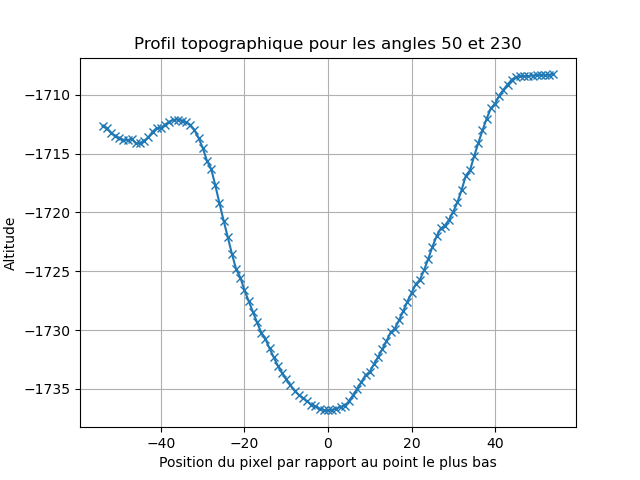 Profil topographique pour les angles 50 et 230
Altitude
−1710
−1715
−1720
−1725
−1730
−1735
−40 −20 0 20 40
Position du pixel par rapport au point le plus bas